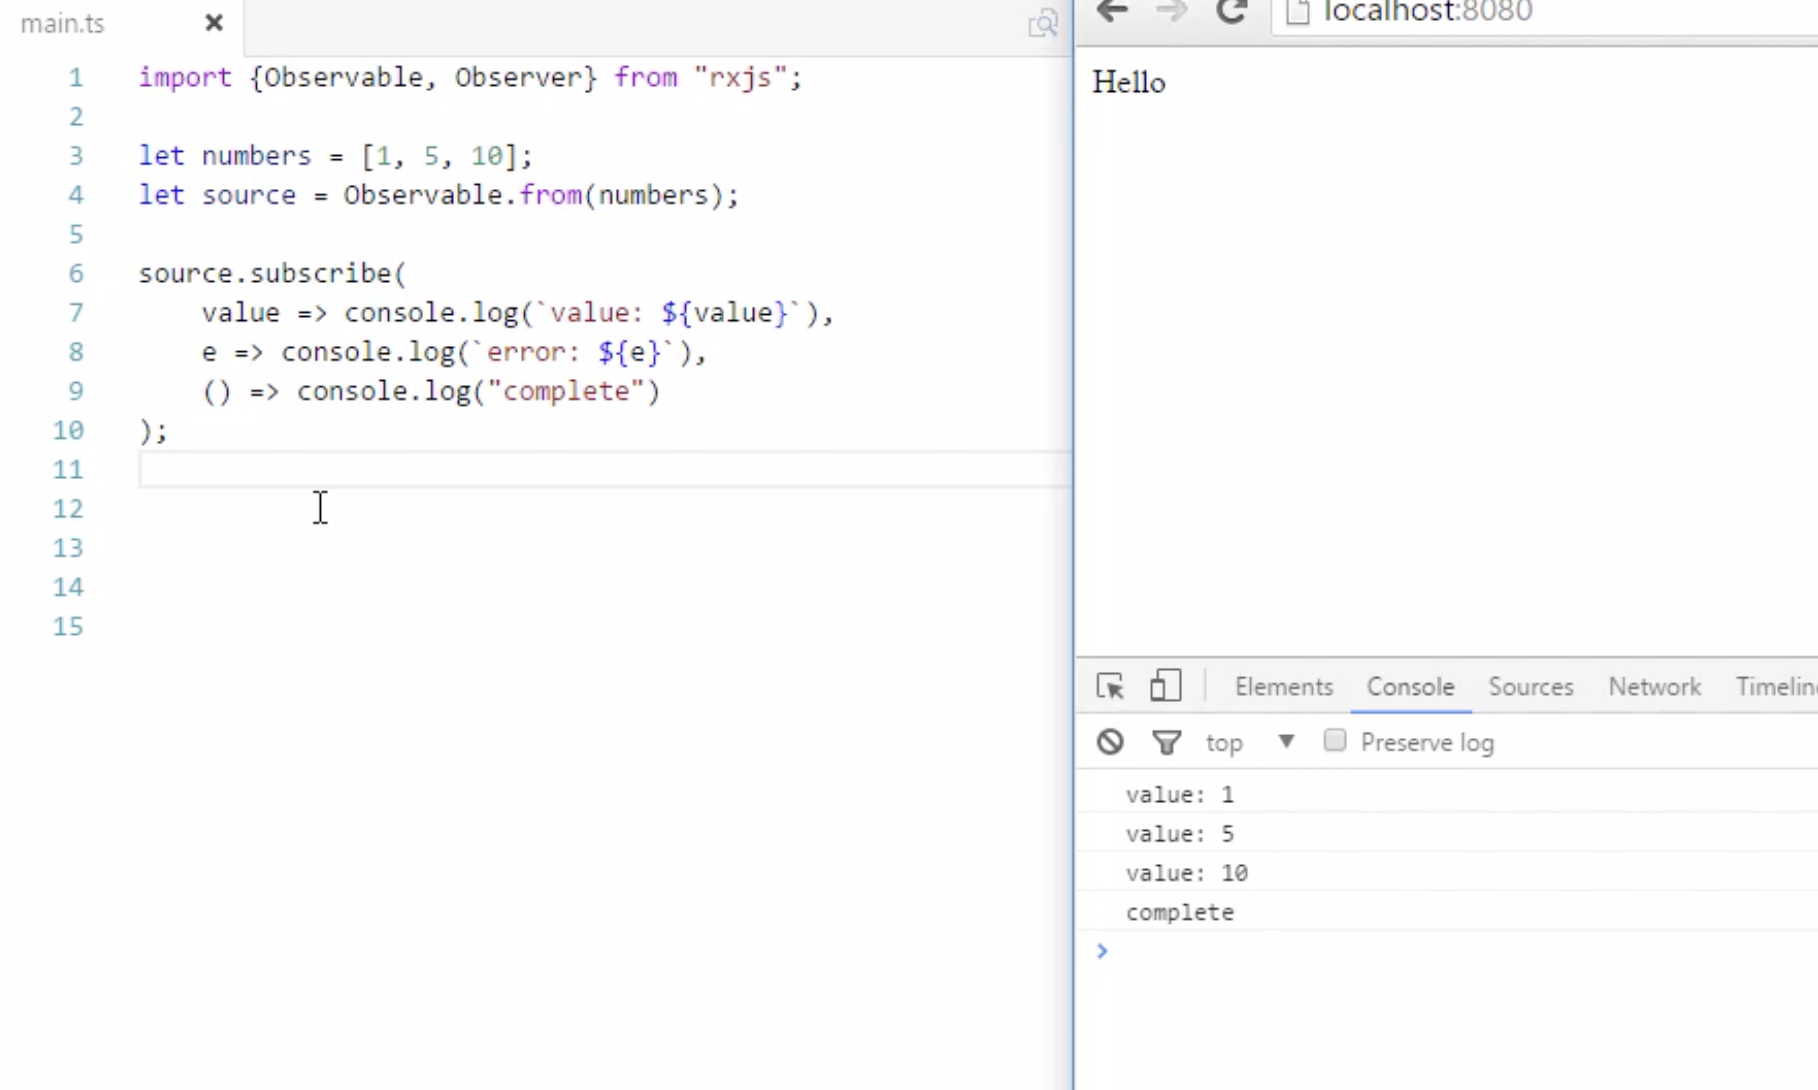 main.ts
1 import {Observable, Observer} from "rxjs";
2
3 let numbers = [1, 5, 10];
4 let source = Observable.from(numbers);
5
6 source.subscribe(
7     value => console.log(`value: ${value}`),
8     e => console.log(`error: ${e}`),
9     () => console.log("complete")
10 );
11
12
13
14
15
localhost:8080
Hello
Elements Console Sources Network Timelin
top Preserve log
value: 1
value: 5
value: 10
complete